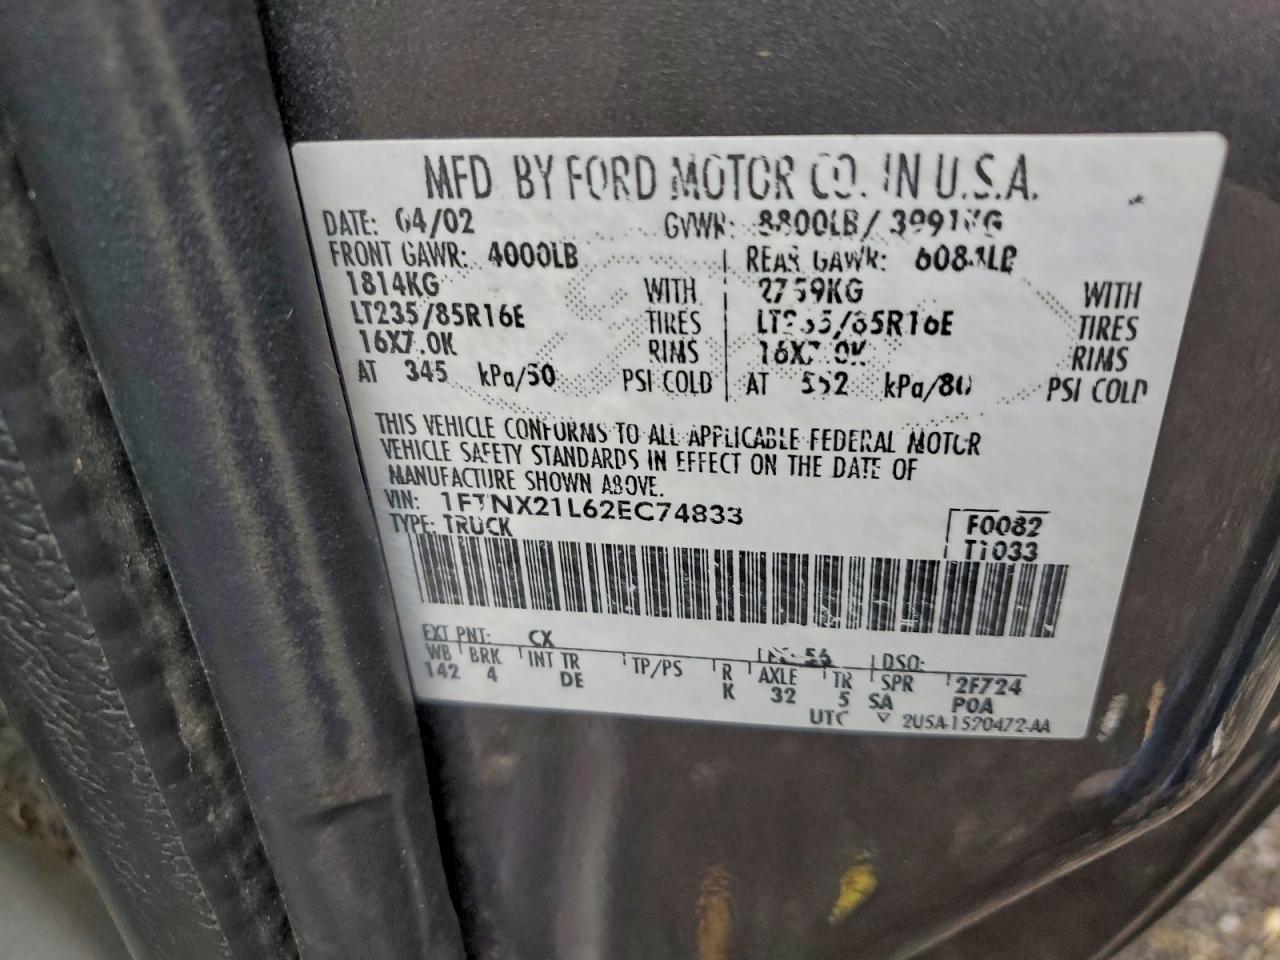 MFD BY FORD MOTOR CO. IN U.S.A.
DATE: 04/02 GVWR: 8800LB / 3991KG
FRONT GAWR: 4000LB REAR GAWR: 6084LB
1814KG WITH 2759KG WITH
LT235/85R16E TIRES LT235/85R16E TIRES
16X7.0K RIMS 16X7.0K RIMS
AT 345 kPa/50 PSI COLD AT 552 kPa/80 PSI COLD
THIS VEHICLE CONFORMS TO ALL APPLICABLE FEDERAL MOTOR
VEHICLE SAFETY STANDARDS IN EFFECT ON THE DATE OF
MANUFACTURE SHOWN ABOVE.
VIN: 1FTNX21L62EC74833
TYPE: TRUCK F0082
T1033
EXT PNT: CX DSO:
WB BRK INT TR TP/PS R AXLE TR SPR 2F724
142 4 DE K 32 5 SA POA
UTC ▽ 2U5A-1520472-AA